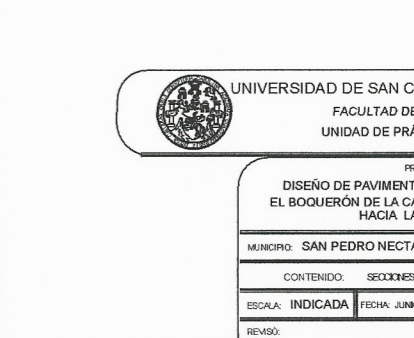 UNIVERSIDAD DE SAN C
FACULTAD DE
UNIDAD DE PRÁ
PR
DISEÑO DE PAVIMENT
EL BOQUERÓN DE LA CA
HACIA LA
MUNICIPIO: SAN PEDRO NECTA
CONTENIDO: SECCIONES
ESCALA: INDICADA FECHA: JUNI
REVISÓ: